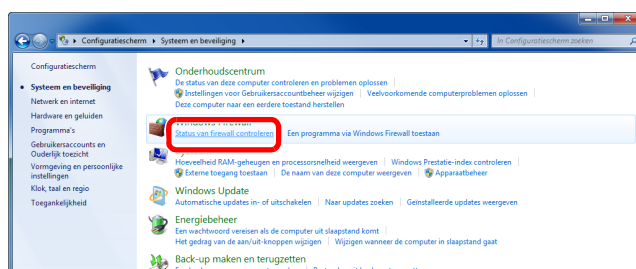 Configuratiescherm ▸ Systeem en beveiliging ▸
In Configuratiescherm zoeken
Configuratiescherm
Systeem en beveiliging
Netwerk en internet
Hardware en geluiden
Programma's
Gebruikersaccounts en
Ouderlijk toezicht
Vormgeving en persoonlijke
instellingen
Klok, taal en regio
Toegankelijkheid
Onderhoudscentrum
De status van deze computer controleren en problemen oplossen
Instellingen voor Gebruikersaccountbeheer wijzigen
Veelvoorkomende computerproblemen oplossen
Deze computer naar een eerdere toestand herstellen
Windows Firewall
Status van firewall controleren
Een programma via Windows Firewall toestaan
Hoeveelheid RAM-geheugen en processorsnelheid weergeven
Windows Prestatie-index controleren
Externe toegang toestaan
De naam van deze computer weergeven
Apparaatbeheer
Windows Update
Automatische updates in- of uitschakelen
Naar updates zoeken
Geïnstalleerde updates weergeven
Energiebeheer
Een wachtwoord vereisen als de computer uit slaapstand komt
Het gedrag van de aan/uit-knoppen wijzigen
Wijzigen wanneer de computer in slaapstand gaat
Back-up maken en terugzetten